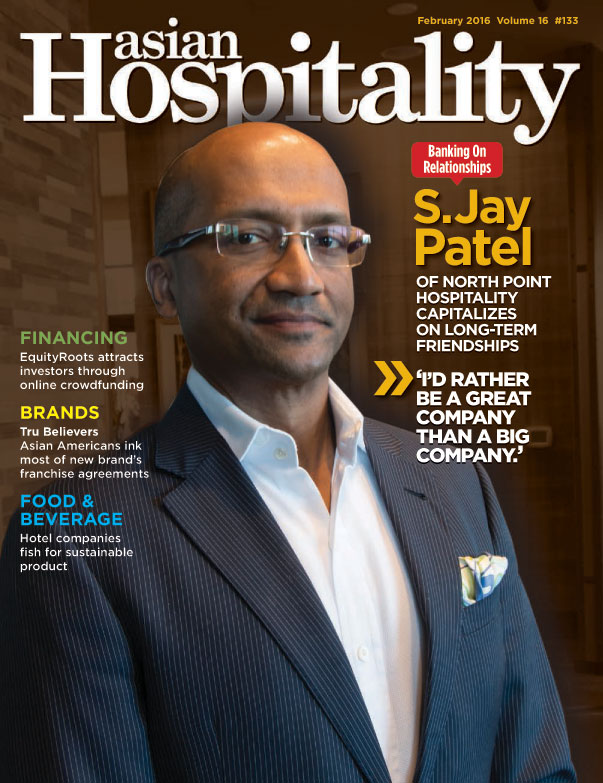 February 2016 Volume 16 #133
asian
Hospitality
Banking On
Relationships
S.Jay
Patel
OF NORTH POINT
HOSPITALITY
CAPITALIZES
ON LONG-TERM
FRIENDSHIPS
‘I’D RATHER
BE A GREAT
COMPANY
THAN A BIG
COMPANY.’
FINANCING
EquityRoots attracts
investors through
online crowdfunding
BRANDS
Tru Believers
Asian Americans ink
most of new brand’s
franchise agreements
FOOD &
BEVERAGE
Hotel companies
fish for sustainable
product